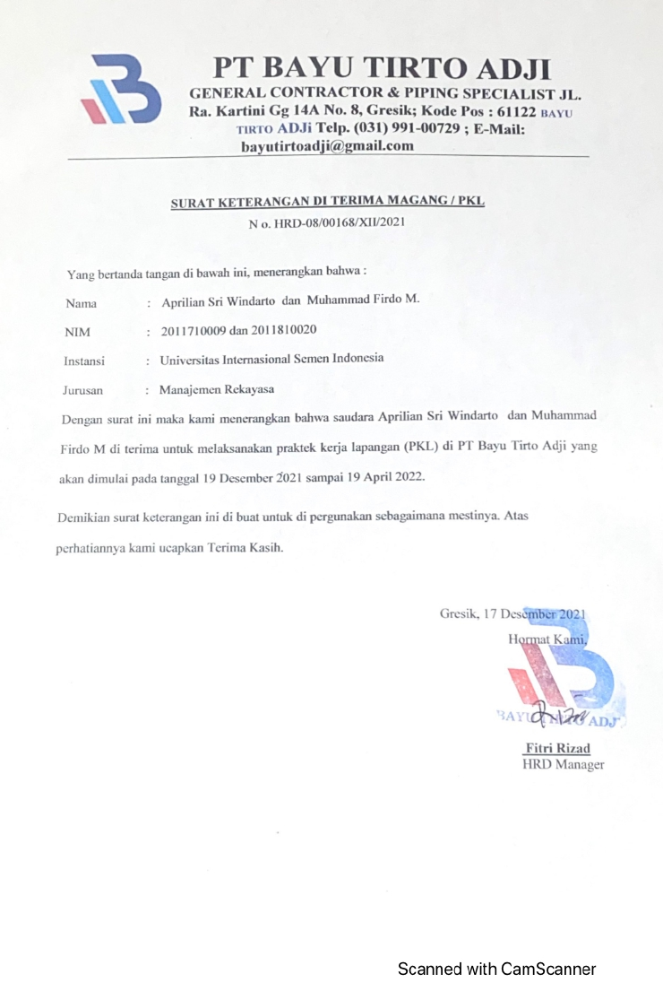 PT BAYU TIRTO ADJI
GENERAL CONTRACTOR & PIPING SPECIALIST JL.
Ra. Kartini Gg 14A No. 8, Gresik; Kode Pos : 61122 BAYU
TIRTO ADJi Telp. (031) 991-00729 ; E-Mail:
bayutirtoadji@gmail.com
SURAT KETERANGAN DI TERIMA MAGANG / PKL
N o. HRD-08/00168/XII/2021
Yang bertanda tangan di bawah ini, menerangkan bahwa :
Nama : Aprilian Sri Windarto dan Muhammad Firdo M.
NIM : 2011710009 dan 2011810020
Instansi : Universitas Internasional Semen Indonesia
Jurusan : Manajemen Rekayasa
Dengan surat ini maka kami menerangkan bahwa saudara Aprilian Sri Windarto dan Muhammad
Firdo M di terima untuk melaksanakan praktek kerja lapangan (PKL) di PT Bayu Tirto Adji yang
akan dimulai pada tanggal 19 Desember 2021 sampai 19 April 2022.
Demikian surat keterangan ini di buat untuk di pergunakan sebagaimana mestinya. Atas
perhatiannya kami ucapkan Terima Kasih.
Gresik, 17 Desember 2021
Hormat Kami,
BAYU TIRTO ADJI
Fitri Rizad
HRD Manager
Scanned with CamScanner